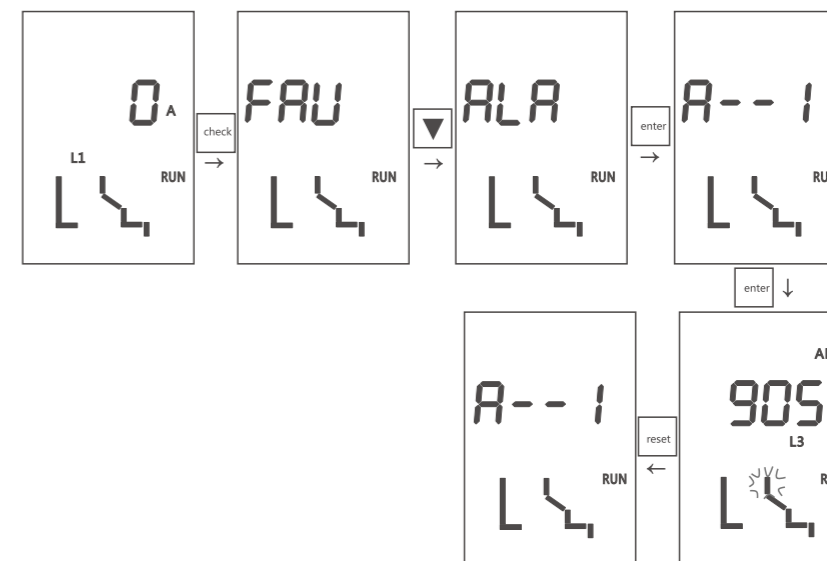 0 A
L1
RUN
check
→
FAU
RUN
▼
→
ALA
RUN
enter
→
A--1
enter ↓
905
L3
reset
←
A--1
RUN